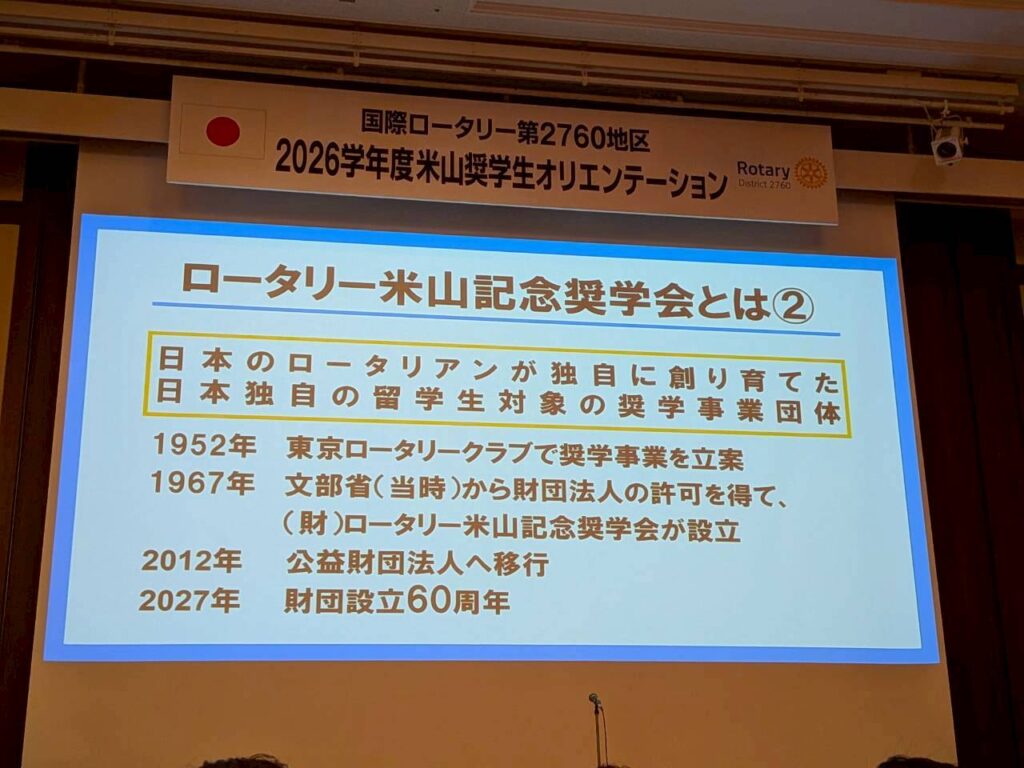 国際ロータリー第2760地区
2026学年度米山奨学生オリエンテーション
Rotary
District 2760
ロータリー米山記念奨学会とは②
日本のロータリアンが独自に創り育てた
日本独自の留学生対象の奨学事業団体
1952年 東京ロータリークラブで奨学事業を立案
1967年 文部省(当時)から財団法人の許可を得て、
(財)ロータリー米山記念奨学会が設立
2012年 公益財団法人へ移行
2027年 財団設立60周年